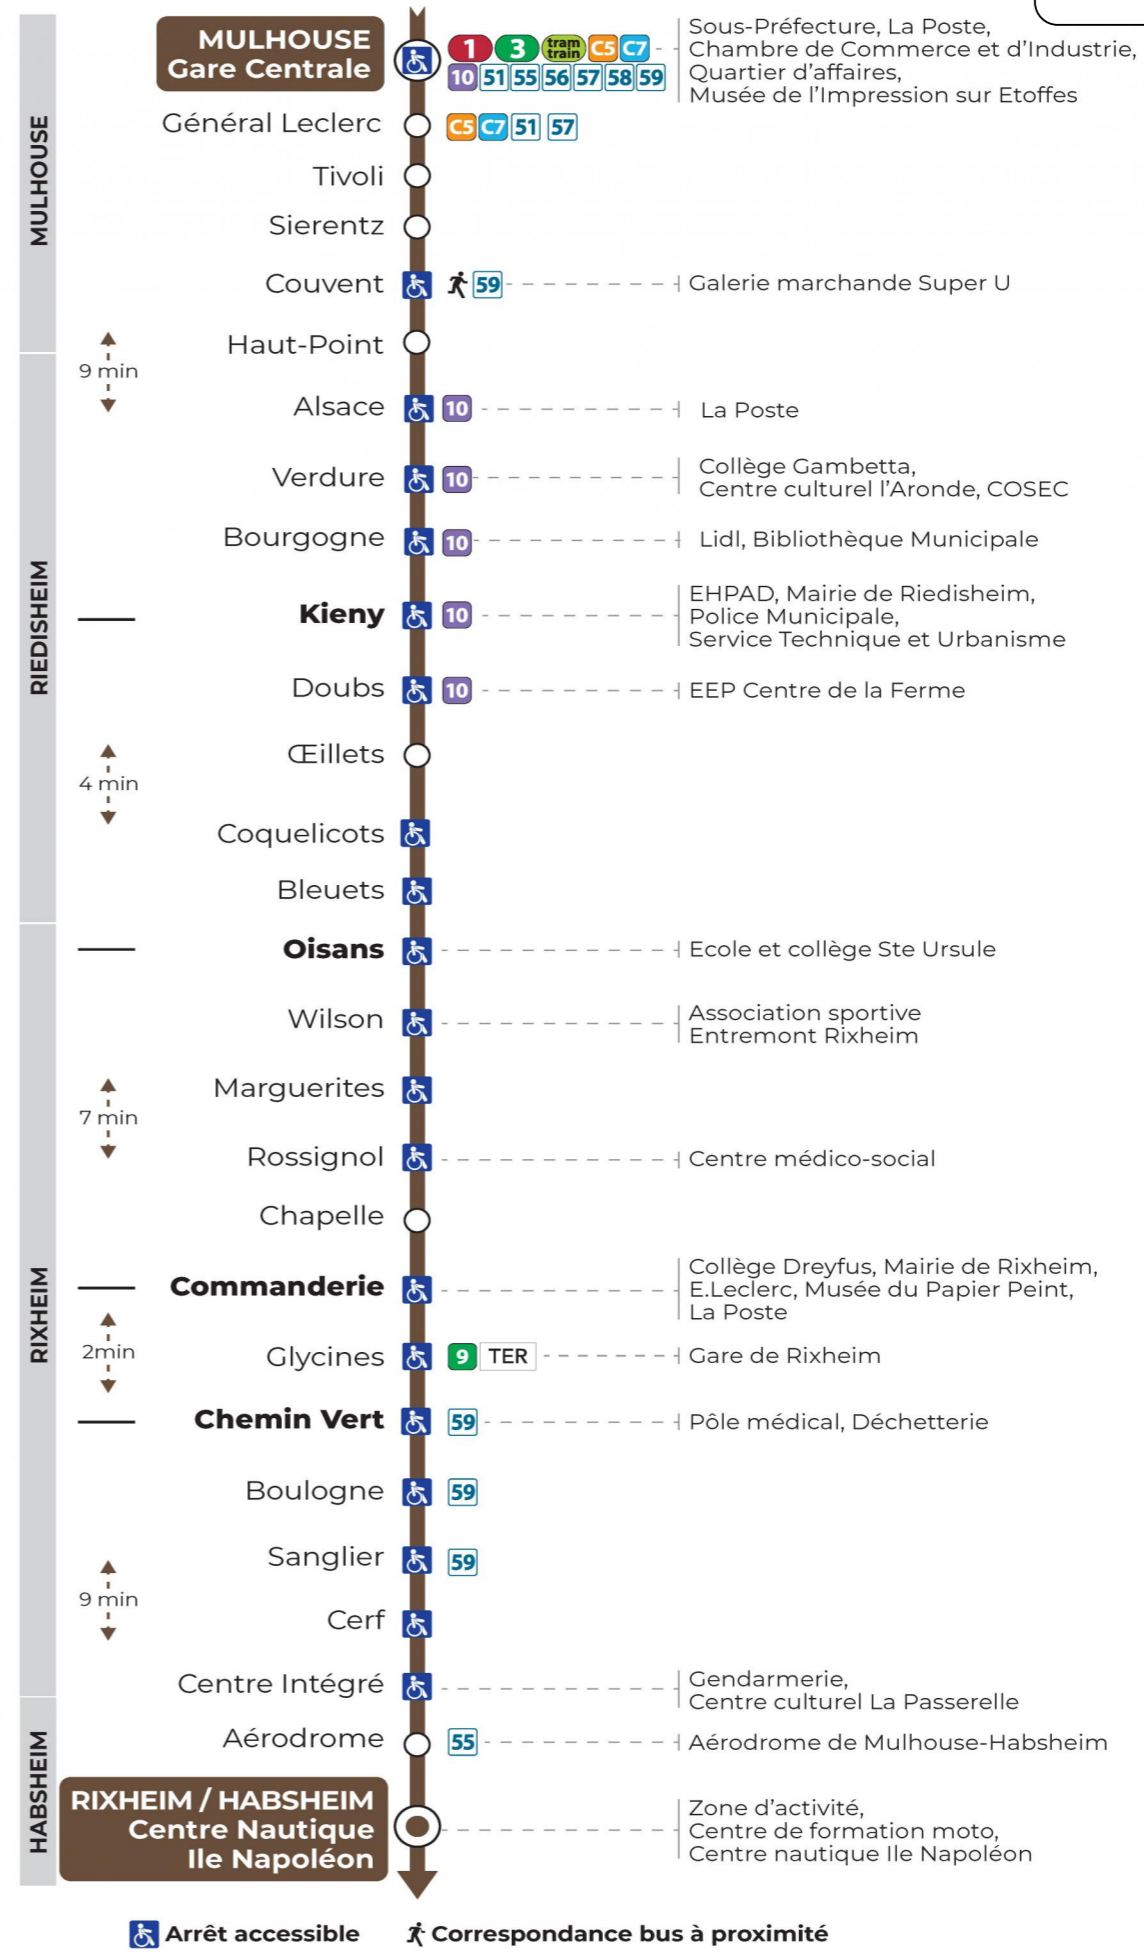 MULHOUSE
MULHOUSE
Gare Centrale
1 3 tram train C5 C7
10 51 55 56 57 58 59
Sous-Préfecture, La Poste,
Chambre de Commerce et d’Industrie,
Quartier d’affaires,
Musée de l’Impression sur Etoffes
Général Leclerc
C5 C7 51 57
Tivoli
Sierentz
Couvent
59
Galerie marchande Super U
Haut-Point
9 min
RIEDISHEIM
Alsace
10
La Poste
Verdure
10
Collège Gambetta,
Centre culturel l’Aronde, COSEC
Bourgogne
10
Lidl, Bibliothèque Municipale
Kieny
10
EHPAD, Mairie de Riedisheim,
Police Municipale,
Service Technique et Urbanisme
Doubs
10
EEP Centre de la Ferme
Œillets
4 min
Coquelicots
Bleuets
RIXHEIM
Oisans
Ecole et collège Ste Ursule
Wilson
Association sportive
Entremont Rixheim
Marguerites
7 min
Rossignol
Centre médico-social
Chapelle
Commanderie
Collège Dreyfus, Mairie de Rixheim,
E.Leclerc, Musée du Papier Peint,
La Poste
2min
Glycines
9 TER
Gare de Rixheim
Chemin Vert
59
Pôle médical, Déchetterie
Boulogne
59
Sanglier
59
9 min
Cerf
Centre Intégré
Gendarmerie,
Centre culturel La Passerelle
HABSHEIM
Aérodrome
55
Aérodrome de Mulhouse-Habsheim
RIXHEIM / HABSHEIM
Centre Nautique
Ile Napoléon
Zone d’activité,
Centre de formation moto,
Centre nautique Ile Napoléon
Arrêt accessible
Correspondance bus à proximité